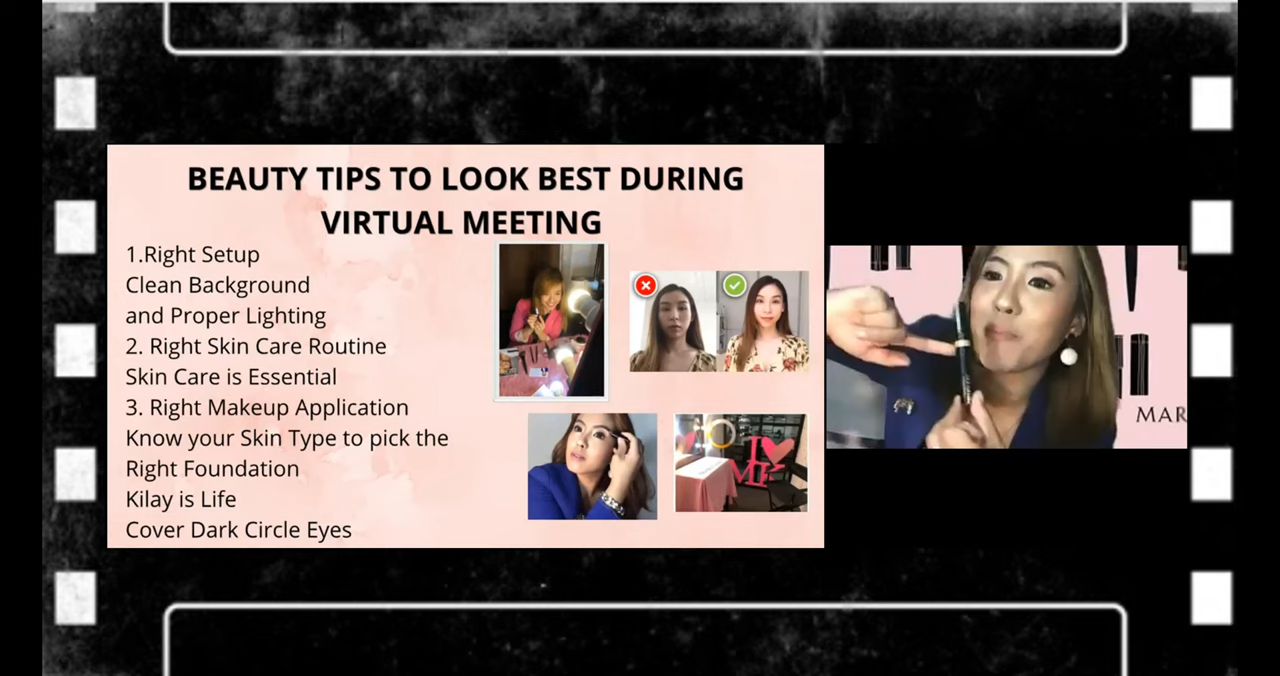 BEAUTY TIPS TO LOOK BEST DURING
VIRTUAL MEETING
1.Right Setup
Clean Background
and Proper Lighting
2. Right Skin Care Routine
Skin Care is Essential
3. Right Makeup Application
Know your Skin Type to pick the
Right Foundation
Kilay is Life
Cover Dark Circle Eyes
MAR